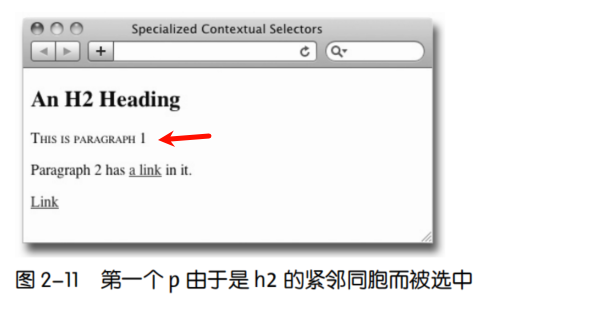 Specialized Contextual Selectors
An H2 Heading
This is paragraph 1
Paragraph 2 has a link in it.
Link
图 2-11 第一个 p 由于是 h2 的紧邻同胞而被选中